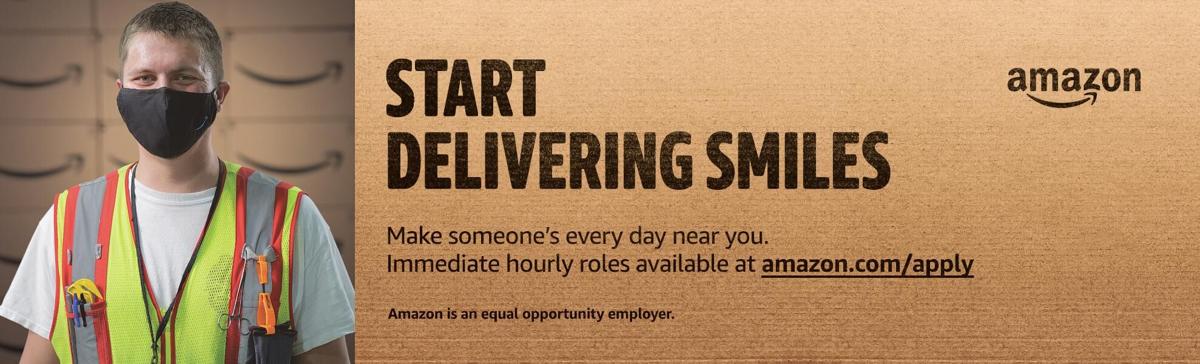 START
DELIVERING SMILES
amazon
Make someone’s every day near you.
Immediate hourly roles available at amazon.com/apply
Amazon is an equal opportunity employer.